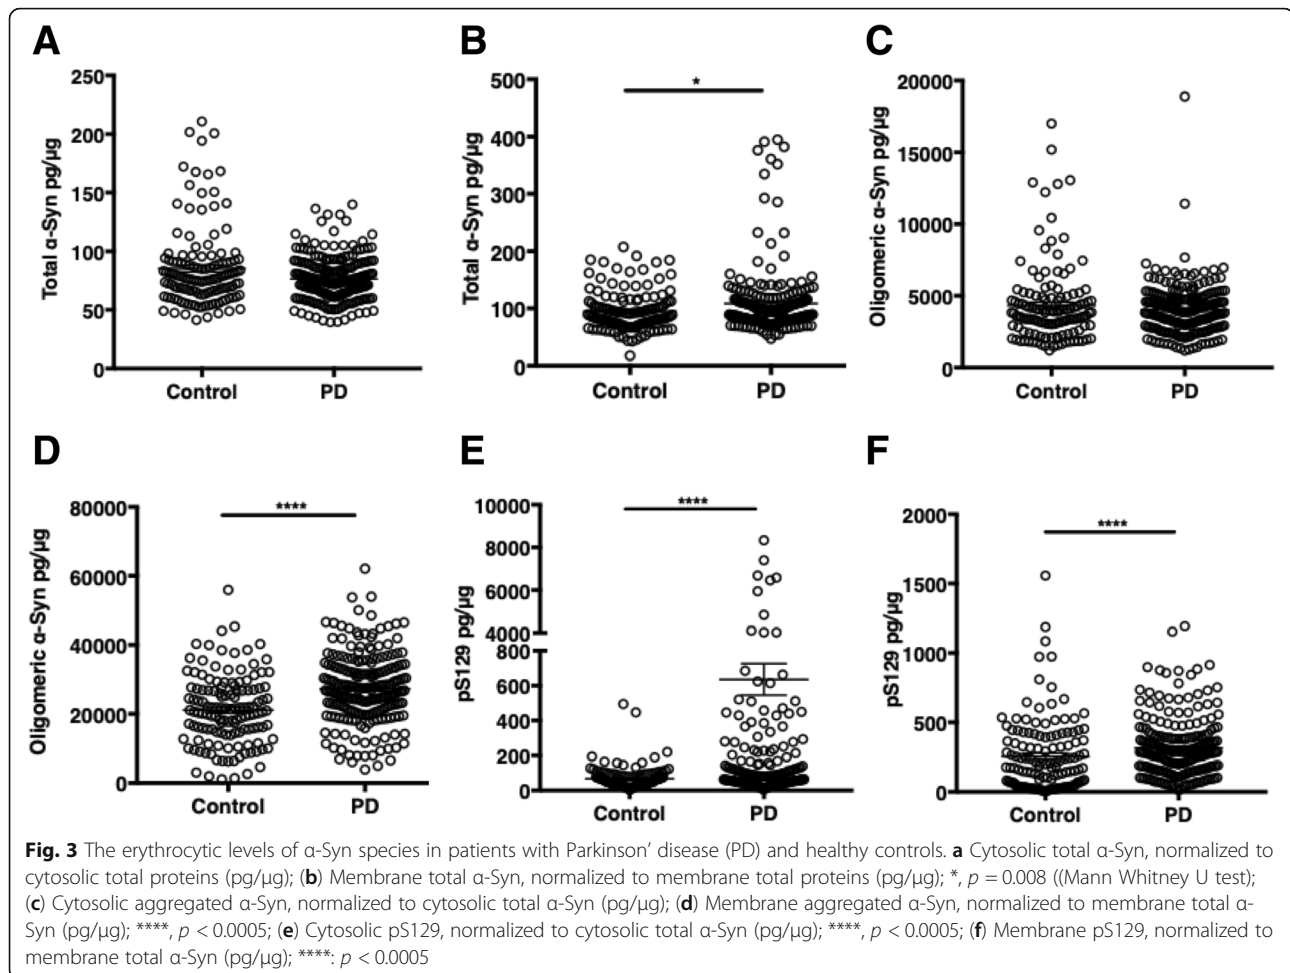 A
B
C
250
200
150
100
50
0
Total α-Syn pg/µg
Control PD
500
400
300
200
100
0
Total α-Syn pg/µg
*
Control PD
20000
15000
10000
5000
0
Oligomeric α-Syn pg/µg
Control PD
D
E
F
80000
60000
40000
20000
0
Oligomeric α-Syn pg/µg
****
Control PD
10000
8000
6000
4000
800
600
400
200
0
pS129 pg/µg
****
Control PD
2000
1500
1000
500
0
pS129 pg/µg
****
Control PD
Fig. 3 The erythrocytic levels of α-Syn species in patients with Parkinson' disease (PD) and healthy controls. a Cytosolic total α-Syn, normalized to
cytosolic total proteins (pg/µg); (b) Membrane total α-Syn, normalized to membrane total proteins (pg/µg); *, p = 0.008 ((Mann Whitney U test);
(c) Cytosolic aggregated α-Syn, normalized to cytosolic total α-Syn (pg/µg); (d) Membrane aggregated α-Syn, normalized to membrane total α-
Syn (pg/µg); ****, p < 0.0005; (e) Cytosolic pS129, normalized to cytosolic total α-Syn (pg/µg); ****, p < 0.0005; (f) Membrane pS129, normalized to
membrane total α-Syn (pg/µg); ****: p < 0.0005